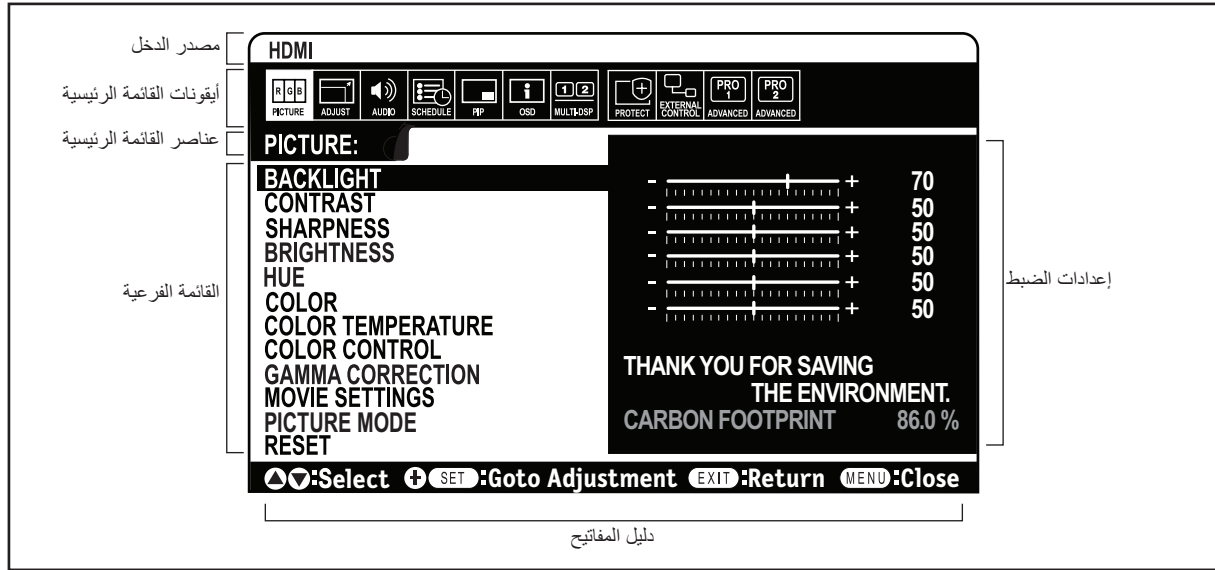 مصدر الدخل
HDMI
أيقونات القائمة الرئيسية
R G B PICTURE ADJUST AUDIO SCHEDULE PIP i OSD 1 2 MULTI-DSP PROTECT EXTERNAL CONTROL PRO 1 ADVANCED PRO 2 ADVANCED
عناصر القائمة الرئيسية
PICTURE:
القائمة الفرعية
BACKLIGHT - + 70
CONTRAST - + 50
SHARPNESS - + 50
BRIGHTNESS - + 50
HUE - + 50
COLOR - + 50
COLOR TEMPERATURE
COLOR CONTROL
GAMMA CORRECTION
MOVIE SETTINGS
PICTURE MODE
RESET
إعدادات الضبط
THANK YOU FOR SAVING
THE ENVIRONMENT.
CARBON FOOTPRINT 86.0 %
:Select SET :Goto Adjustment EXIT :Return MENU :Close
دليل المفاتيح